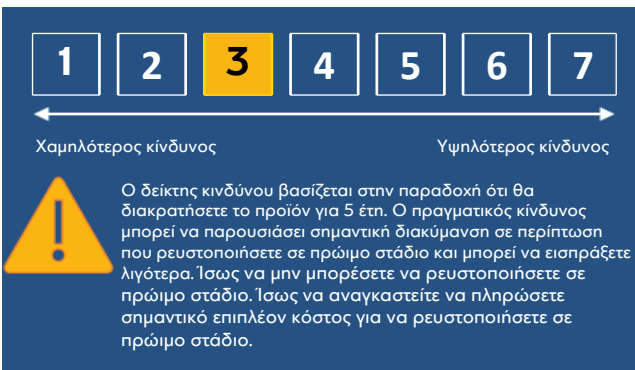 1 2 3 4 5 6 7
Χαμηλότερος κίνδυνος Υψηλότερος κίνδυνος
Ο δείκτης κινδύνου βασίζεται στην παραδοχή ότι θα
διακρατήσετε το προϊόν για 5 έτη. Ο πραγματικός κίνδυνος
μπορεί να παρουσιάσει σημαντική διακύμανση σε περίπτωση
που ρευστοποιήσετε σε πρώιμο στάδιο και μπορεί να εισπράξετε
λιγότερα. Ίσως να μην μπορέσετε να ρευστοποιήσετε σε
πρώιμο στάδιο. Ίσως να αναγκαστείτε να πληρώσετε
σημαντικό επιπλέον κόστος για να ρευστοποιήσετε σε
πρώιμο στάδιο.